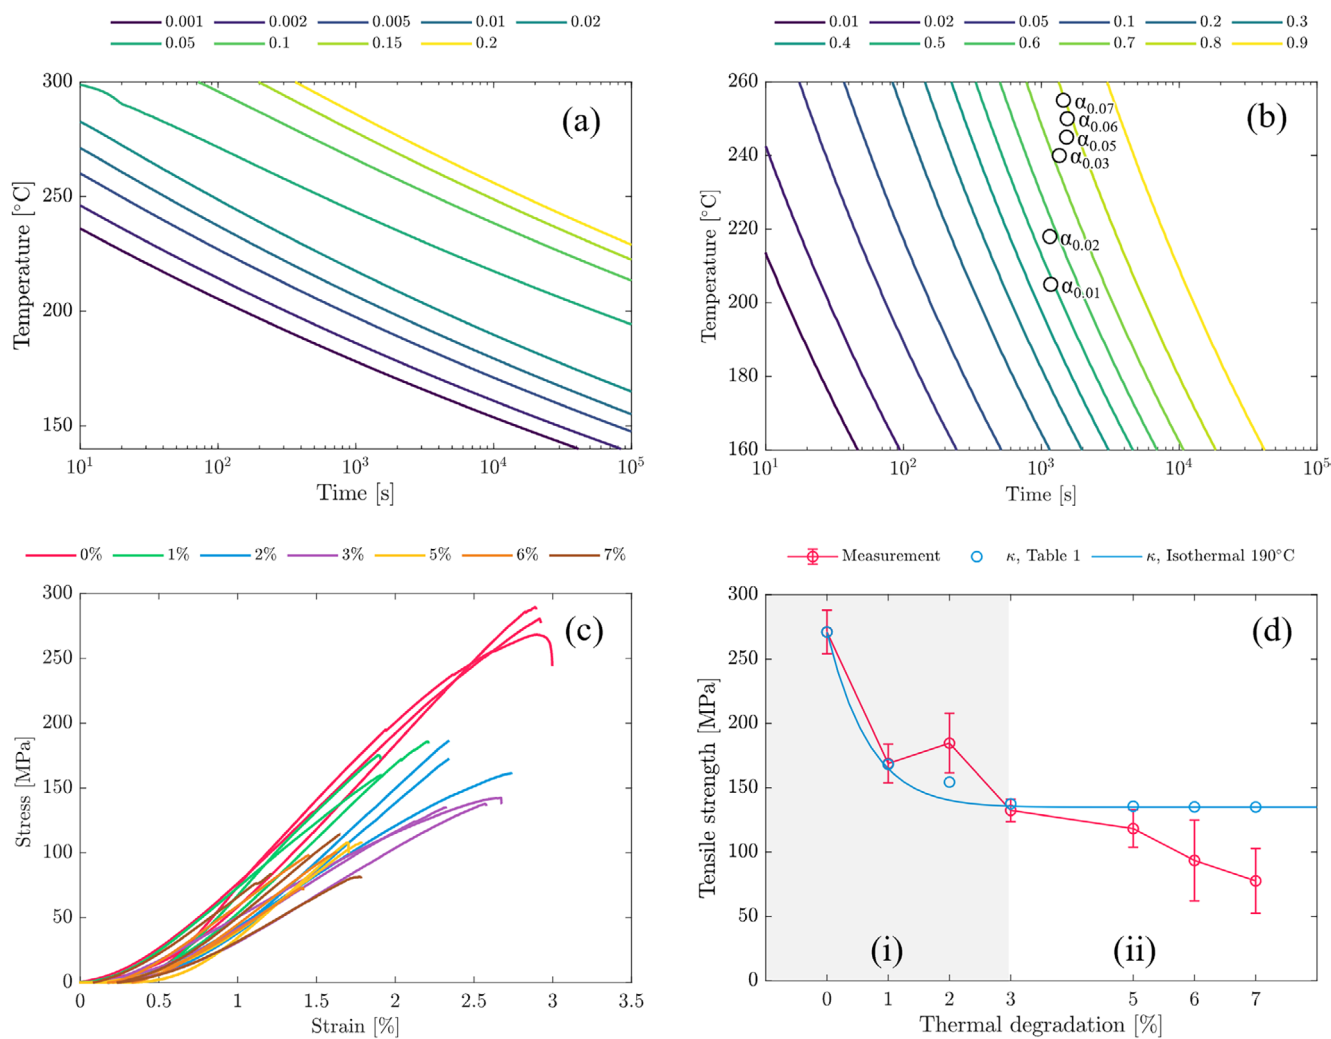 0.001 0.002 0.005 0.01 0.02
0.05 0.1 0.15 0.2
(a)
300
250
200
150
Temperature [°C]
10¹ 10² 10³ 10⁴ 10⁵
Time [s]
0.01 0.02 0.05 0.1 0.2 0.3
0.4 0.5 0.6 0.7 0.8 0.9
(b)
260
240
220
200
180
160
Temperature [°C]
α0.07
α0.06
α0.05
α0.03
α0.02
α0.01
10¹ 10² 10³ 10⁴ 10⁵
Time [s]
0% 1% 2% 3% 5% 6% 7%
(c)
300
250
200
150
100
50
0
Stress [MPa]
0 0.5 1 1.5 2 2.5 3 3.5
Strain [%]
Measurement κ, Table 1 κ, Isothermal 190°C
(d)
300
250
200
150
100
50
0
Tensile strength [MPa]
(i) (ii)
0 1 2 3 5 6 7
Thermal degradation [%]